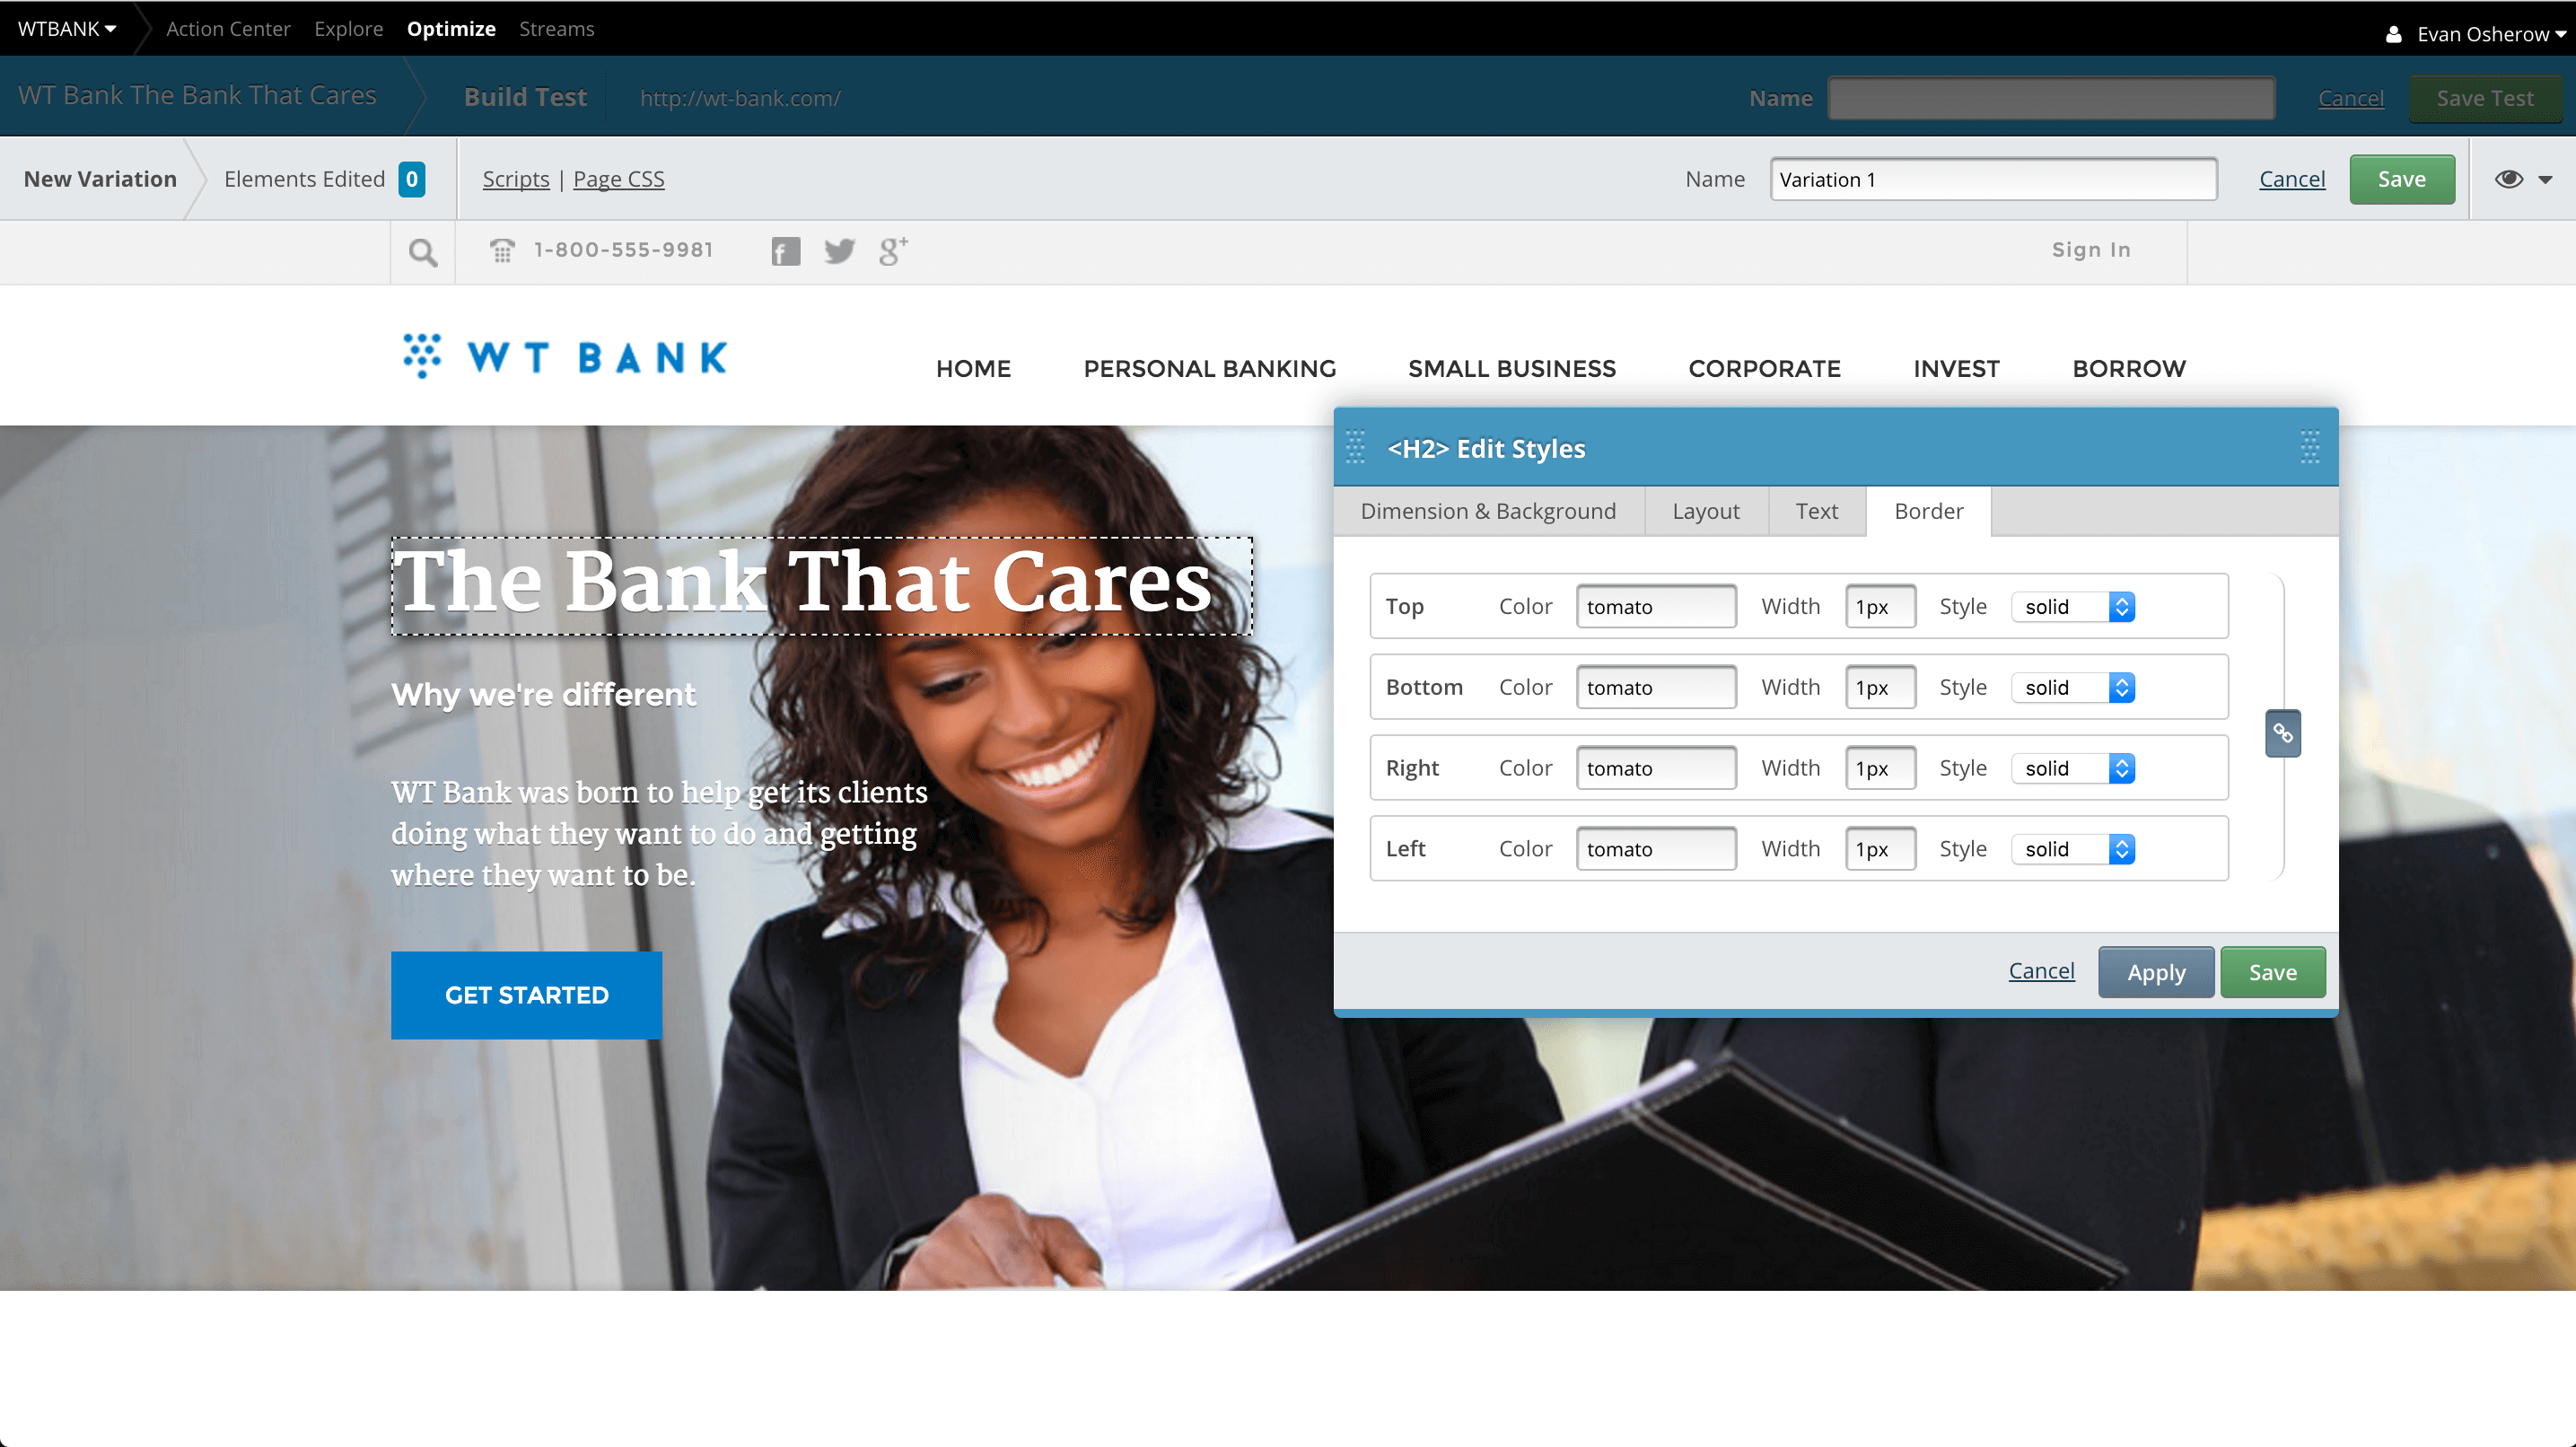 WTBANK Action Center Explore Optimize Streams Evan Osherow
WT Bank The Bank That Cares Build Test http://wt-bank.com/ Name Cancel Save Test
New Variation Elements Edited 0 Scripts | Page CSS Name Variation 1 Cancel Save
1-800-555-9981 f g+ Sign In
WT BANK HOME PERSONAL BANKING SMALL BUSINESS CORPORATE INVEST BORROW
The Bank That Cares
Why we're different
WT Bank was born to help get its clients
doing what they want to do and getting
where they want to be.
GET STARTED
<H2> Edit Styles
Dimension & Background Layout Text Border
Top Color tomato Width 1px Style solid
Bottom Color tomato Width 1px Style solid
Right Color tomato Width 1px Style solid
Left Color tomato Width 1px Style solid
Cancel Apply Save